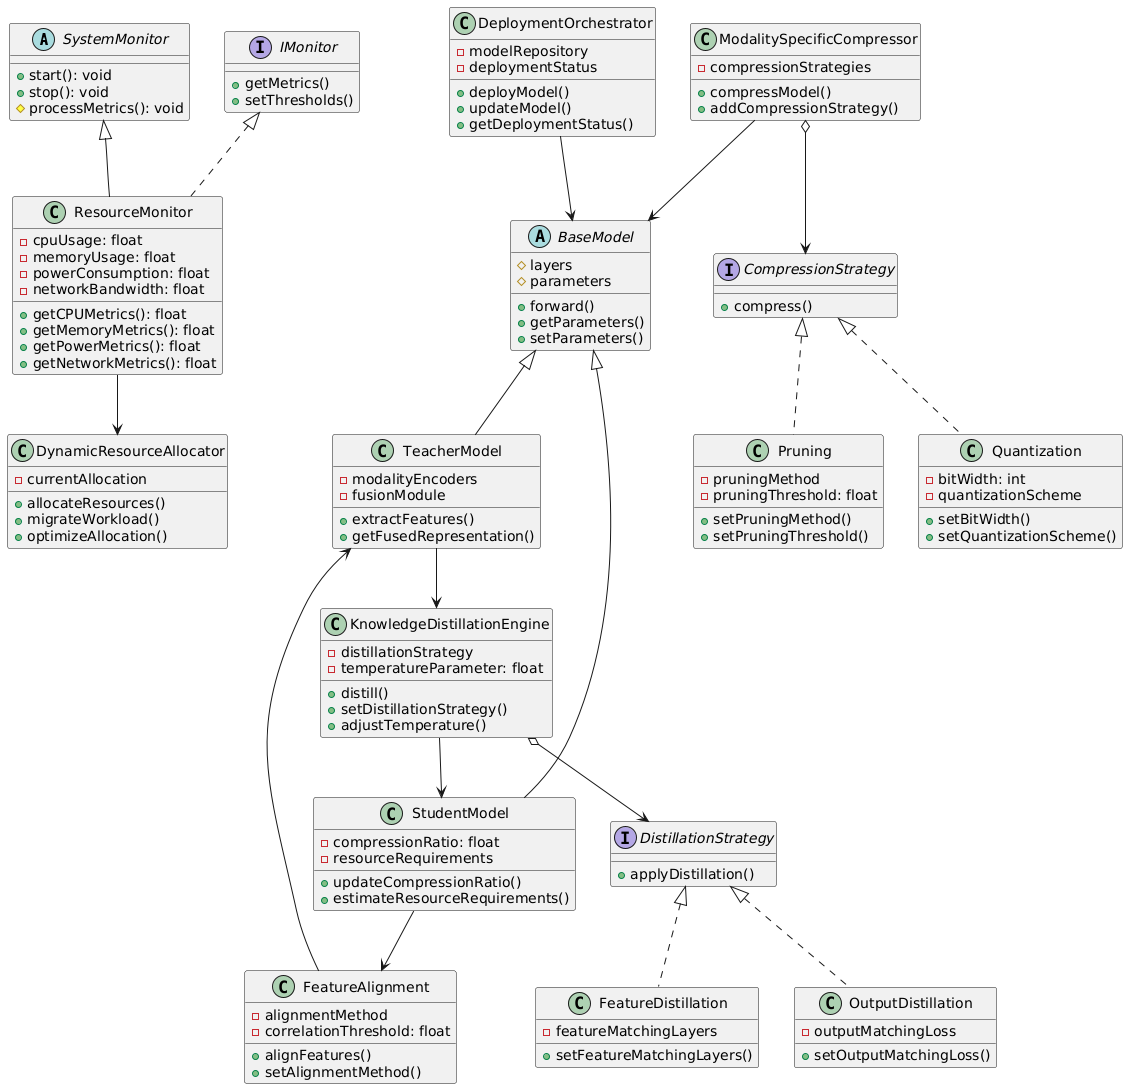 A SystemMonitor
start(): void
stop(): void
processMetrics(): void
I IMonitor
getMetrics()
setThresholds()
C DeploymentOrchestrator
modelRepository
deploymentStatus
deployModel()
updateModel()
getDeploymentStatus()
C ModalitySpecificCompressor
compressionStrategies
compressModel()
addCompressionStrategy()
C ResourceMonitor
cpuUsage: float
memoryUsage: float
powerConsumption: float
networkBandwidth: float
getCPUMetrics(): float
getMemoryMetrics(): float
getPowerMetrics(): float
getNetworkMetrics(): float
A BaseModel
layers
parameters
forward()
getParameters()
setParameters()
I CompressionStrategy
compress()
C DynamicResourceAllocator
currentAllocation
allocateResources()
migrateWorkload()
optimizeAllocation()
C TeacherModel
modalityEncoders
fusionModule
extractFeatures()
getFusedRepresentation()
C Pruning
pruningMethod
pruningThreshold: float
setPruningMethod()
setPruningThreshold()
C Quantization
bitWidth: int
quantizationScheme
setBitWidth()
setQuantizationScheme()
C KnowledgeDistillationEngine
distillationStrategy
temperatureParameter: float
distill()
setDistillationStrategy()
adjustTemperature()
C StudentModel
compressionRatio: float
resourceRequirements
updateCompressionRatio()
estimateResourceRequirements()
I DistillationStrategy
applyDistillation()
C FeatureAlignment
alignmentMethod
correlationThreshold: float
alignFeatures()
setAlignmentMethod()
C FeatureDistillation
featureMatchingLayers
setFeatureMatchingLayers()
C OutputDistillation
outputMatchingLoss
setOutputMatchingLoss()